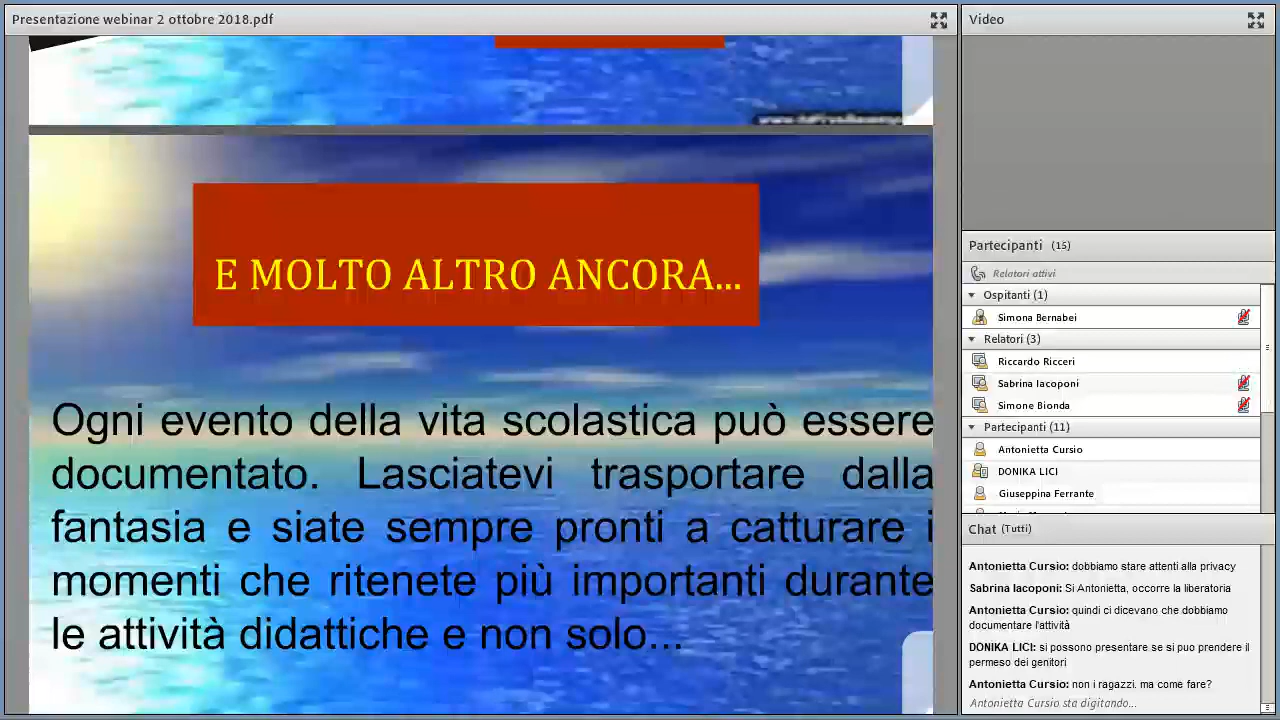 Presentazione webinar 2 ottobre 2018.pdf
E MOLTO ALTRO ANCORA...
Ogni evento della vita scolastica può essere
documentato. Lasciatevi trasportare dalla
fantasia e siate sempre pronti a catturare i
momenti che ritenete più importanti durante
le attività didattiche e non solo...
Video
Partecipanti (15)
Relatori attivi
Ospitanti (1)
Simona Bernabei
Relatori (3)
Riccardo Ricceri
Sabrina Iacoponi
Simone Bionda
Partecipanti (11)
Antonietta Cursio
DONIKA LICI
Giuseppina Ferrante
Chat (Tutti)
Antonietta Cursio: dobbiamo stare attenti alla privacy
Sabrina Iacoponi: Si Antonietta, occorre la liberatoria
Antonietta Cursio: quindi ci dicevano che dobbiamo
documentare l'attività
DONIKA LICI: si possono presentare se si puo prendere il
permeso dei genitori
Antonietta Cursio: non i ragazzi. ma come fare?
Antonietta Cursio sta digitando...